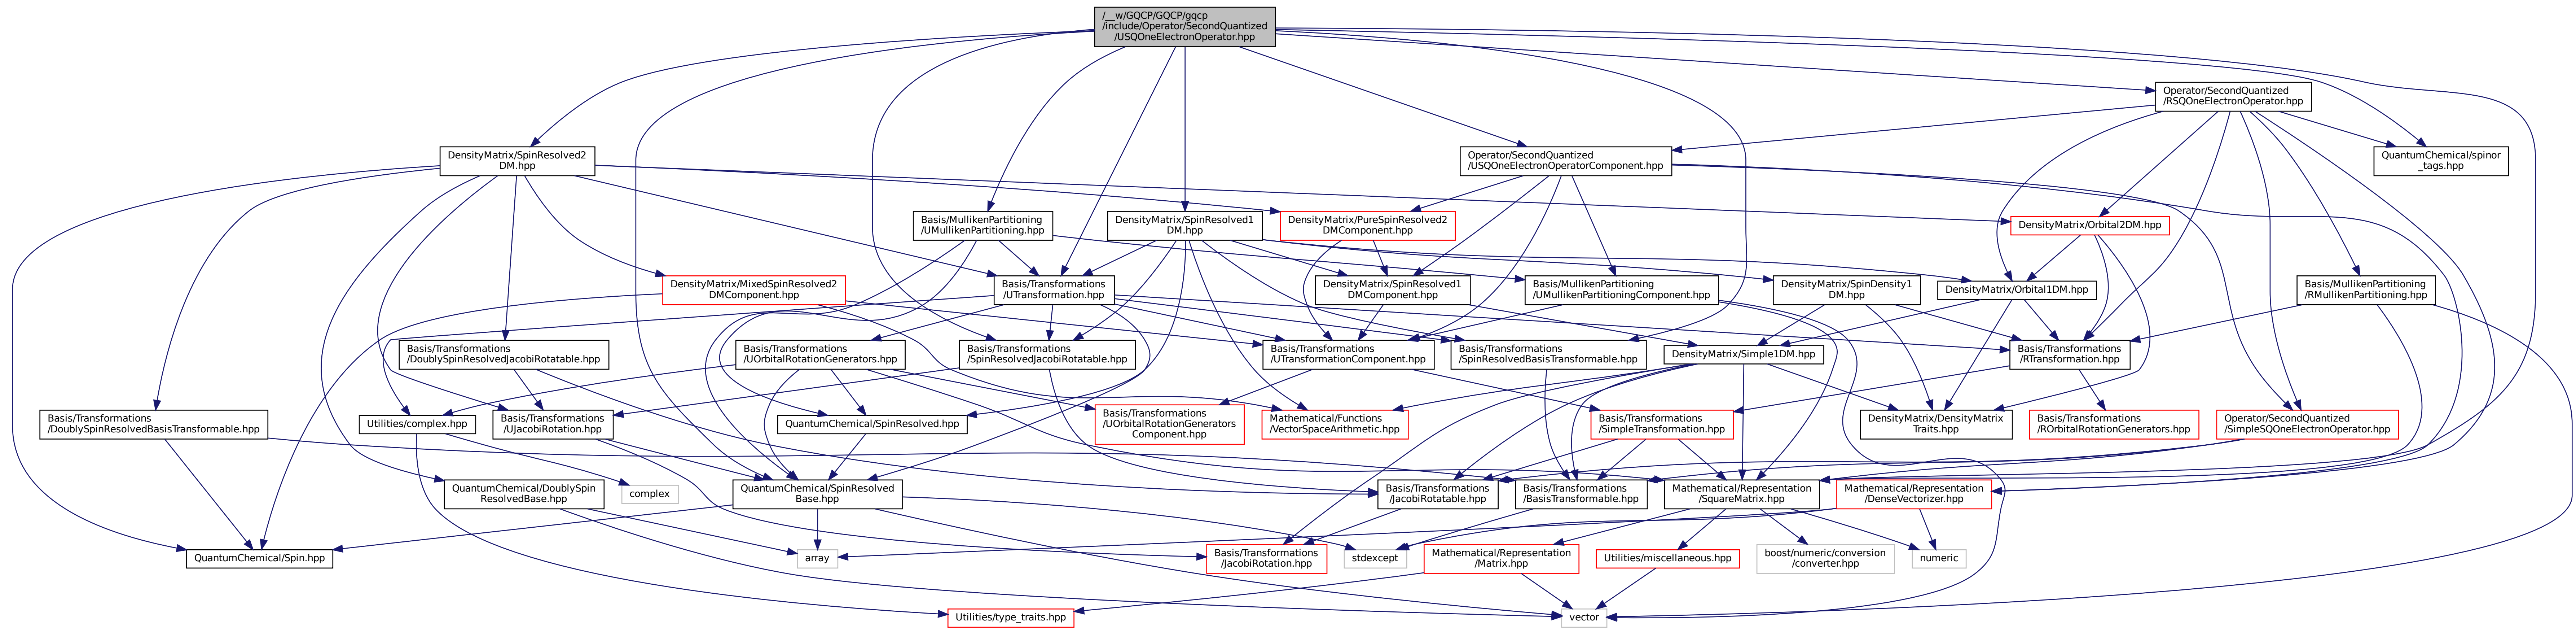 /__w/GQCP/GQCP/gqcp
/include/Operator/SecondQuantized
/USQOneElectronOperator.hpp
Operator/SecondQuantized
/RSQOneElectronOperator.hpp
DensityMatrix/SpinResolved2
DM.hpp
Operator/SecondQuantized
/USQOneElectronOperatorComponent.hpp
QuantumChemical/spinor
_tags.hpp
Basis/MullikenPartitioning
/UMullikenPartitioning.hpp
DensityMatrix/SpinResolved1
DM.hpp
DensityMatrix/PureSpinResolved2
DMComponent.hpp
DensityMatrix/Orbital2DM.hpp
DensityMatrix/MixedSpinResolved2
DMComponent.hpp
Basis/Transformations
/UTransformation.hpp
DensityMatrix/SpinResolved1
DMComponent.hpp
Basis/MullikenPartitioning
/UMullikenPartitioningComponent.hpp
DensityMatrix/SpinDensity1
DM.hpp
DensityMatrix/Orbital1DM.hpp
Basis/MullikenPartitioning
/RMullikenPartitioning.hpp
Basis/Transformations
/DoublySpinResolvedJacobiRotatable.hpp
Basis/Transformations
/UOrbitalRotationGenerators.hpp
Basis/Transformations
/SpinResolvedJacobiRotatable.hpp
Basis/Transformations
/UTransformationComponent.hpp
Basis/Transformations
/SpinResolvedBasisTransformable.hpp
DensityMatrix/Simple1DM.hpp
Basis/Transformations
/RTransformation.hpp
Basis/Transformations
/DoublySpinResolvedBasisTransformable.hpp
Utilities/complex.hpp
Basis/Transformations
/UJacobiRotation.hpp
QuantumChemical/SpinResolved.hpp
Basis/Transformations
/UOrbitalRotationGenerators
Component.hpp
Mathematical/Functions
/VectorSpaceArithmetic.hpp
Basis/Transformations
/SimpleTransformation.hpp
DensityMatrix/DensityMatrix
Traits.hpp
Basis/Transformations
/ROrbitalRotationGenerators.hpp
Operator/SecondQuantized
/SimpleSQOneElectronOperator.hpp
QuantumChemical/DoublySpin
ResolvedBase.hpp
complex
QuantumChemical/SpinResolved
Base.hpp
Basis/Transformations
/JacobiRotatable.hpp
Basis/Transformations
/BasisTransformable.hpp
Mathematical/Representation
/SquareMatrix.hpp
Mathematical/Representation
/DenseVectorizer.hpp
QuantumChemical/Spin.hpp
array
Basis/Transformations
/JacobiRotation.hpp
stdexcept
Mathematical/Representation
/Matrix.hpp
Utilities/miscellaneous.hpp
boost/numeric/conversion
/converter.hpp
numeric
Utilities/type_traits.hpp
vector